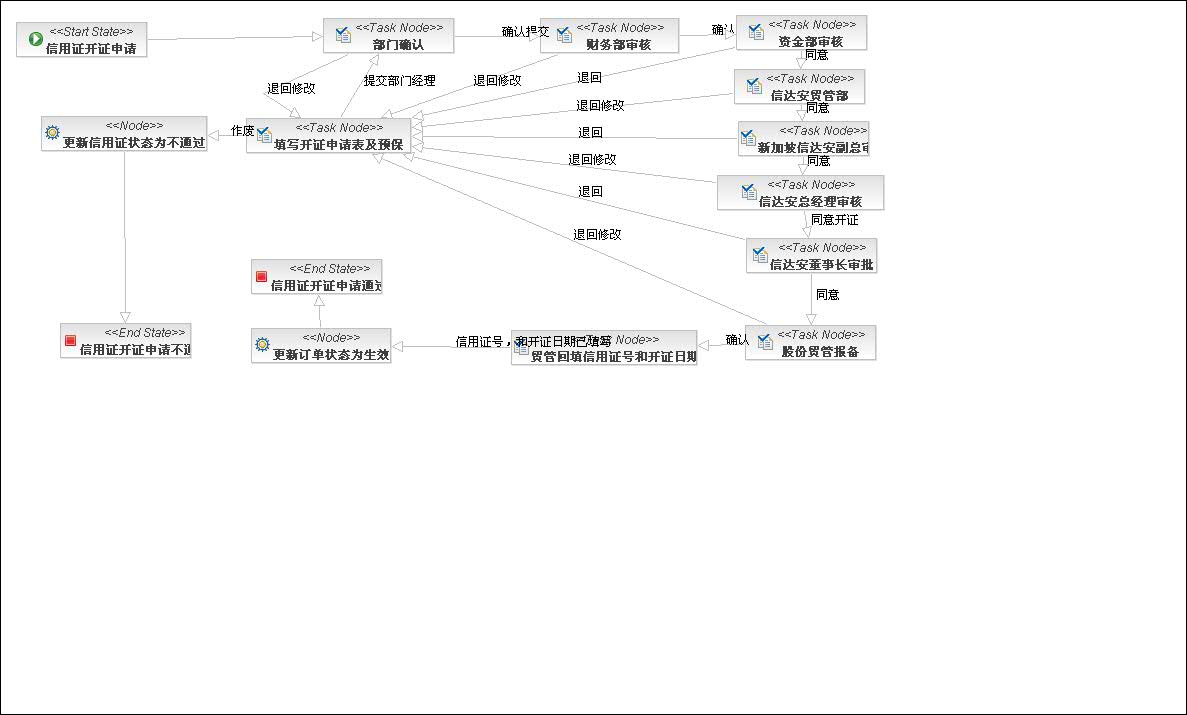 <<Start State>>
信用证开证申请
<<Task Node>>
部门确认
确认提交
<<Task Node>>
财务部审核
确认
<<Task Node>>
资金部审核
同意
退回修改
提交部门经理
退回修改
退回
<<Task Node>>
信达安贸管部
同意
退回修改
<<Node>>
更新信用证状态为不通过
作废
<<Task Node>>
填写开证申请表及预保
退回
<<Task Node>>
新加坡信达安副总审
同意
退回修改
<<Task Node>>
信达安总经理审核
退回
同意开证
退回修改
<<Task Node>>
信达安董事长审批
<<End State>>
信用证开证申请通过
同意
<<End State>>
信用证开证申请不通
<<Node>>
更新订单状态为生效
信用证号，和开证日期已填写
Node>>
贸管回填信用证号和开证日期
确认
<<Task Node>>
股份贸管报备